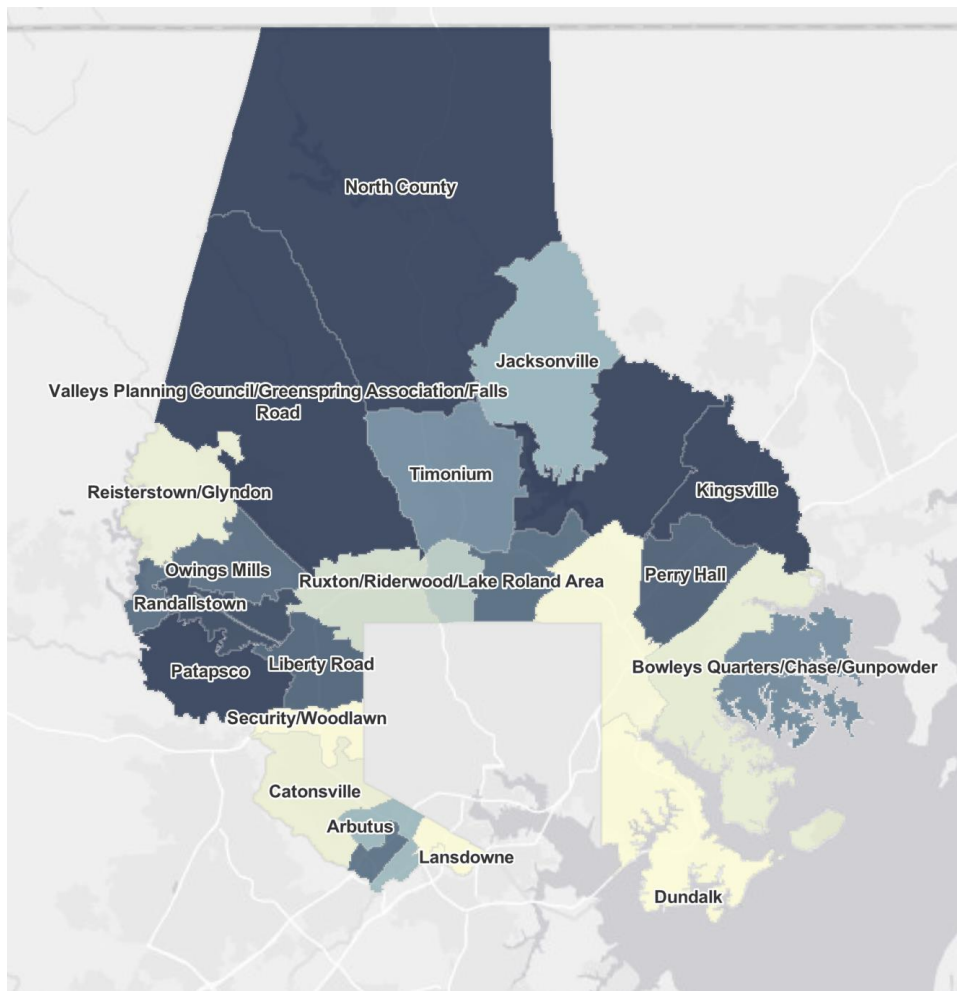 North County
Jacksonville
Valleys Planning Council/Greenspring Association/Falls
Road
Timonium
Reisterstown/Glyndon
Kingsville
Owings Mills
Ruxton/Riderwood/Lake Roland Area
Perry Hall
Randallstown
Liberty Road
Patapsco
Bowleys Quarters/Chase/Gunpowder
Security/Woodlawn
Catonsville
Arbutus
Lansdowne
Dundalk